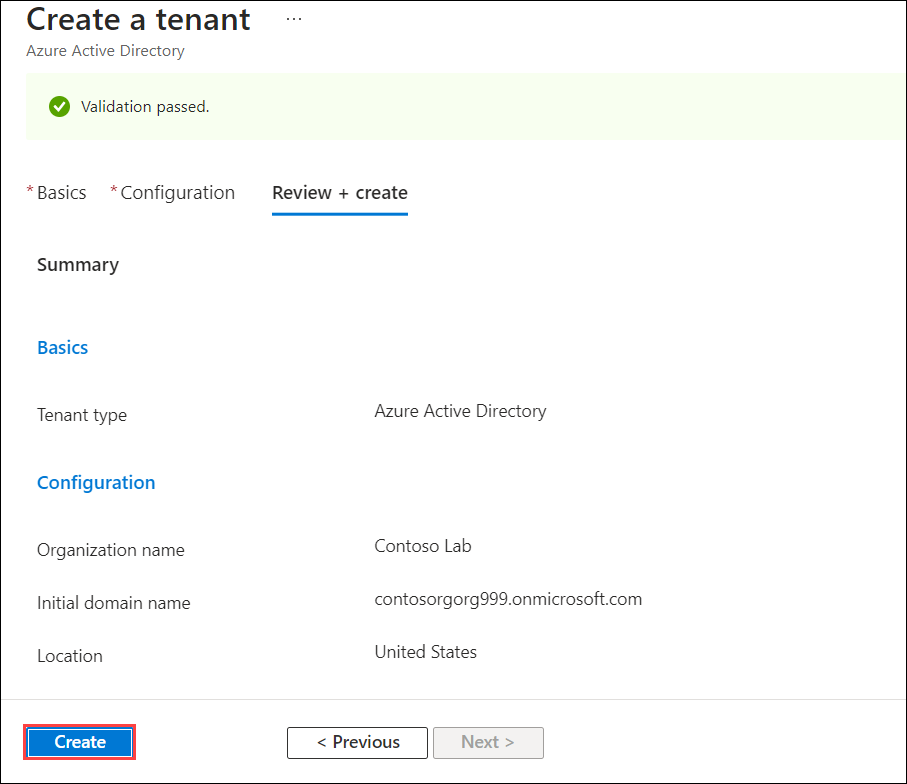 Create a tenant ...
Azure Active Directory
Validation passed.
* Basics * Configuration Review + create
Summary
Basics
Tenant type Azure Active Directory
Configuration
Organization name Contoso Lab
Initial domain name contosorgorg999.onmicrosoft.com
Location United States
Create < Previous Next >